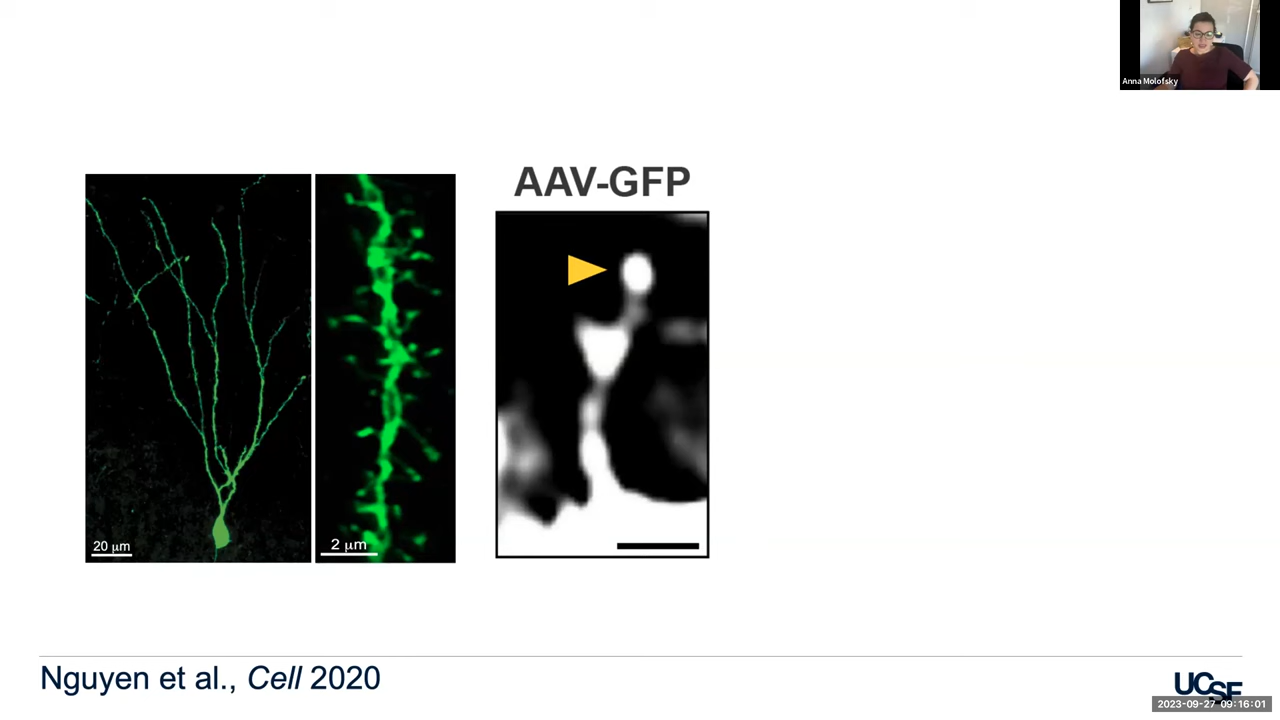 Anna Molofsky
AAV-GFP
20 μm
2 μm
Nguyen et al., Cell 2020
UCSF
2023-09-27 09:16:01